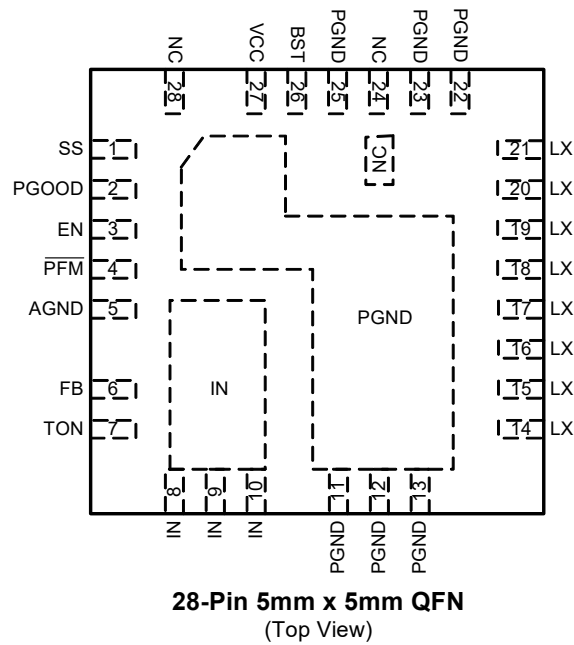 NC
VCC
BST
PGND
NC
PGND
PGND
28
27
26
25
24
23
22
SS 1
PGOOD 2
EN 3
PFM 4
AGND 5
FB 6
TON 7
NC
21 LX
20 LX
19 LX
18 LX
17 LX
16 LX
15 LX
14 LX
PGND
IN
8
9
10
11
12
13
IN
IN
IN
PGND
PGND
PGND
28-Pin 5mm x 5mm QFN
(Top View)